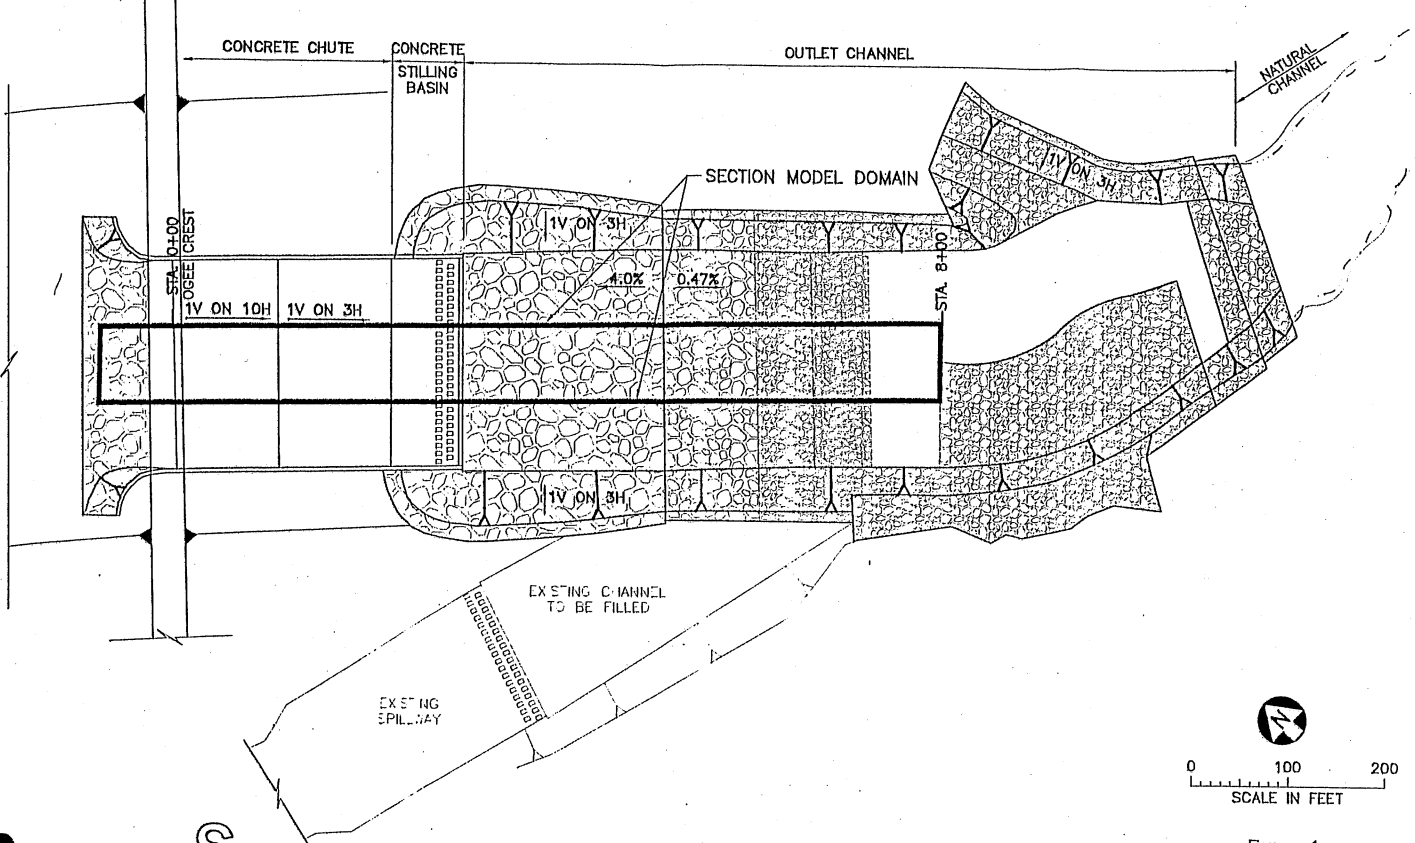 CONCRETE CHUTE
CONCRETE
STILLING
BASIN
OUTLET CHANNEL
NATURAL
CHANNEL
SECTION MODEL DOMAIN
1V ON 3H
1V ON 3H
4.0%
0.47%
STA. 0+00
OGEE CREST
STA. 8+00
1V ON 10H
1V ON 3H
1V ON 3H
EXISTING CHANNEL
TO BE FILLED
EXISTING
SPILLWAY
N
0 100 200
SCALE IN FEET